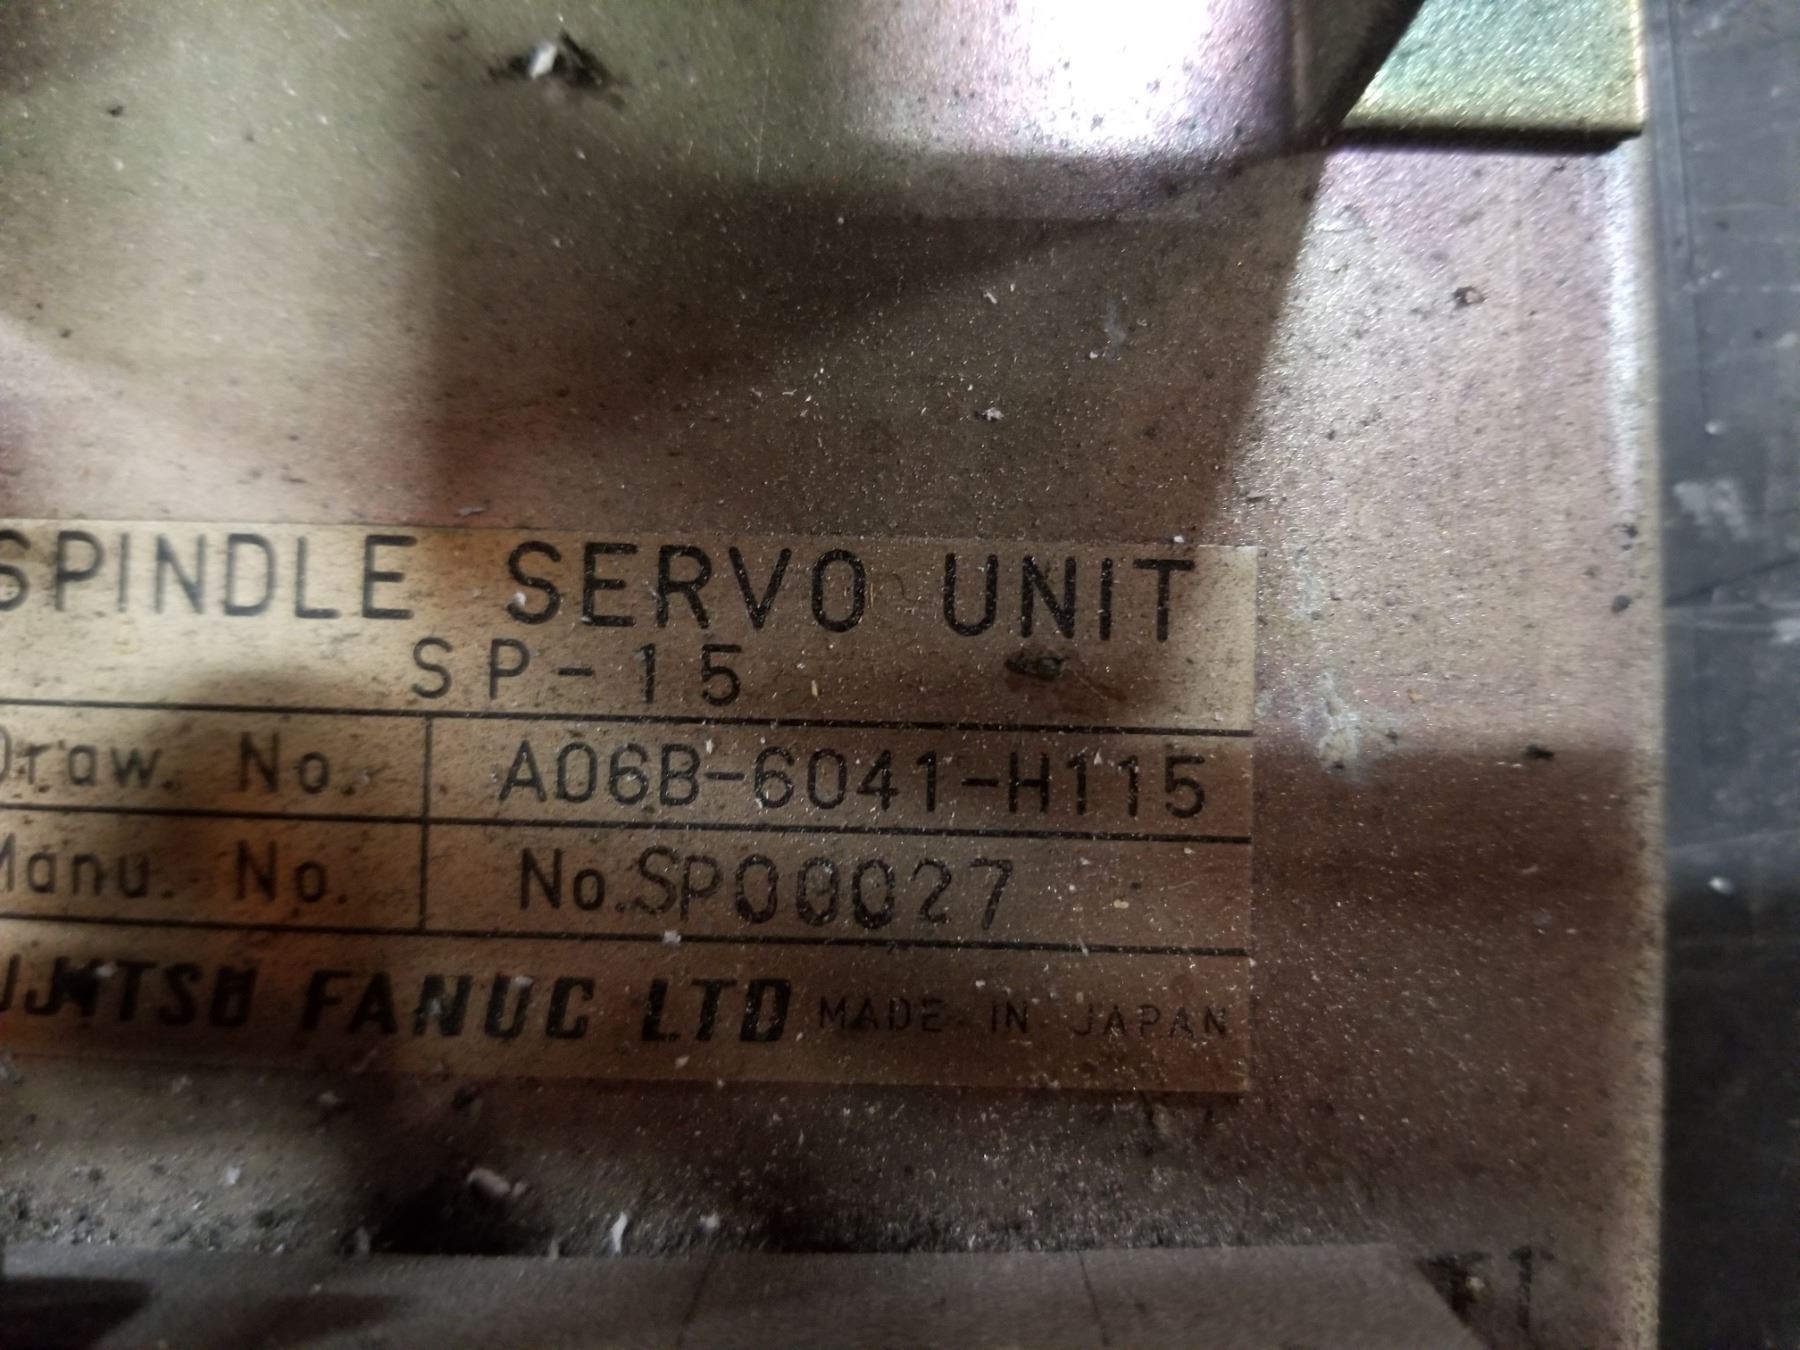 SPINDLE SERVO UNIT
SP-15
Draw. No. A06B-6041-H115
Manu. No. No.SP00027
UJITSU FANUC LTD MADE IN JAPAN